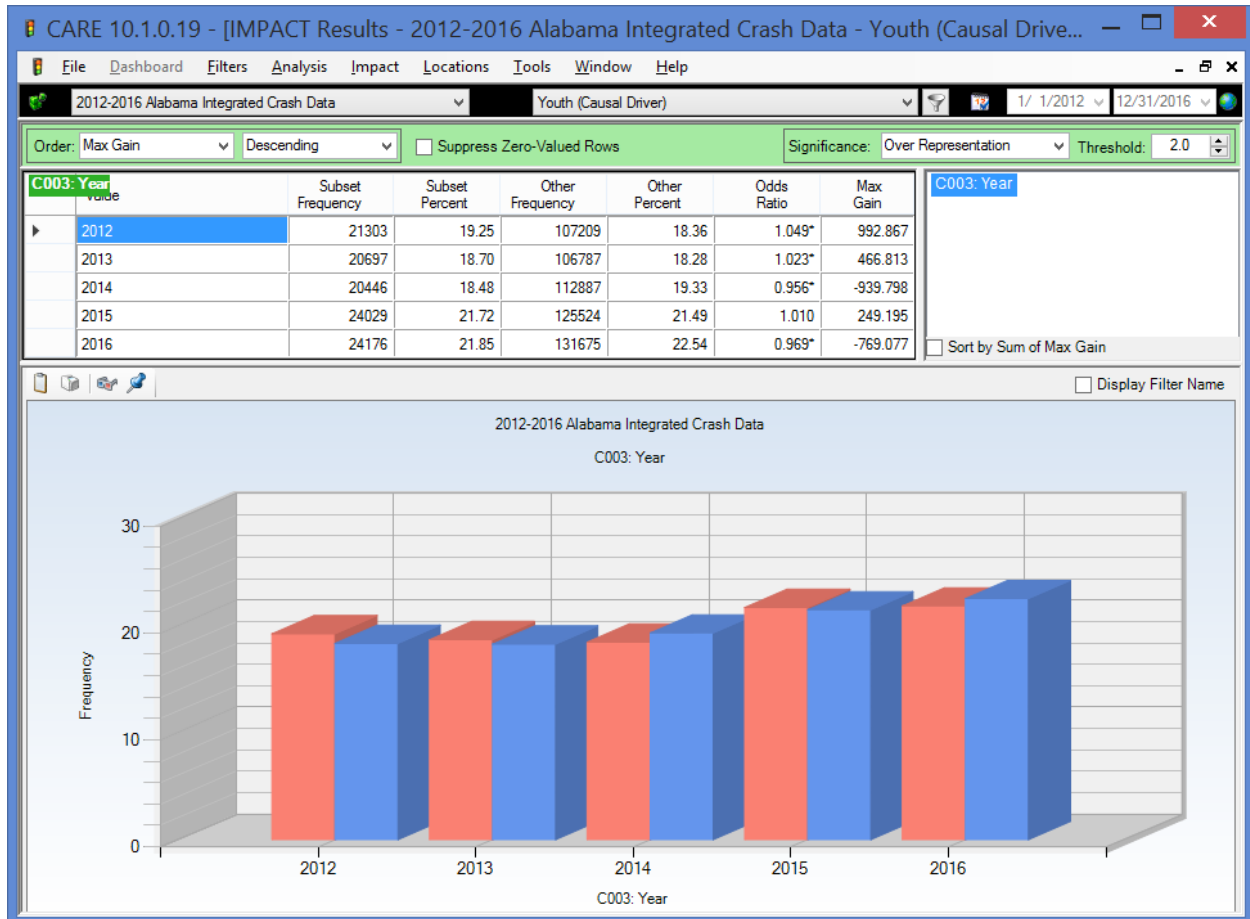 CARE 10.1.0.19 - [IMPACT Results - 2012-2016 Alabama Integrated Crash Data - Youth (Causal Drive...
File Dashboard Filters Analysis Impact Locations Tools Window Help
2012-2016 Alabama Integrated Crash Data Youth (Causal Driver) 1/ 1/2012 12/31/2016
Order: Max Gain Descending Suppress Zero-Valued Rows Significance: Over Representation Threshold: 2.0
C003: Year Subset Frequency Subset Percent Other Frequency Other Percent Odds Ratio Max Gain C003: Year
2012 21303 19.25 107209 18.36 1.049* 992.867
2013 20697 18.70 106787 18.28 1.023* 466.813
2014 20446 18.48 112887 19.33 0.956* -939.798
2015 24029 21.72 125524 21.49 1.010 249.195
2016 24176 21.85 131675 22.54 0.969* -769.077
Sort by Sum of Max Gain
Display Filter Name
2012-2016 Alabama Integrated Crash Data
C003: Year
30
20
10
0
Frequency
2012 2013 2014 2015 2016
C003: Year